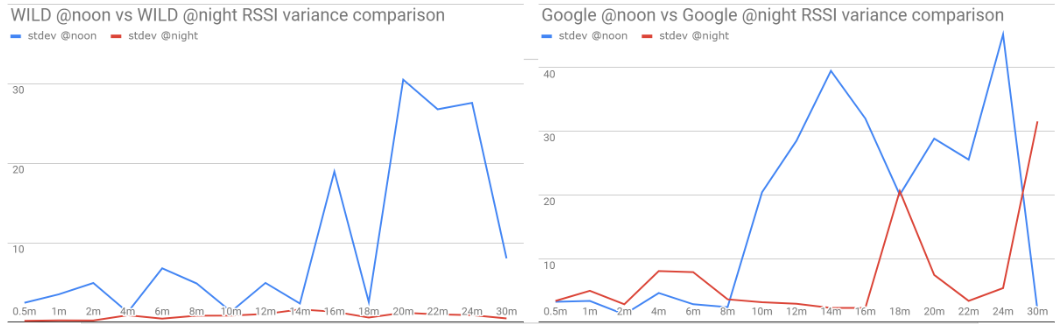 WILD @noon vs WILD @night RSSI variance comparison
stdev @noon stdev @night
30
20
10
0.5m 1m 2m 4m 6m 8m 10m 12m 14m 16m 18m 20m 22m 24m 30m
Google @noon vs Google @night RSSI variance comparison
stdev @noon stdev @night
40
30
20
10
0.5m 1m 2m 4m 6m 8m 10m 12m 14m 16m 18m 20m 22m 24m 30m